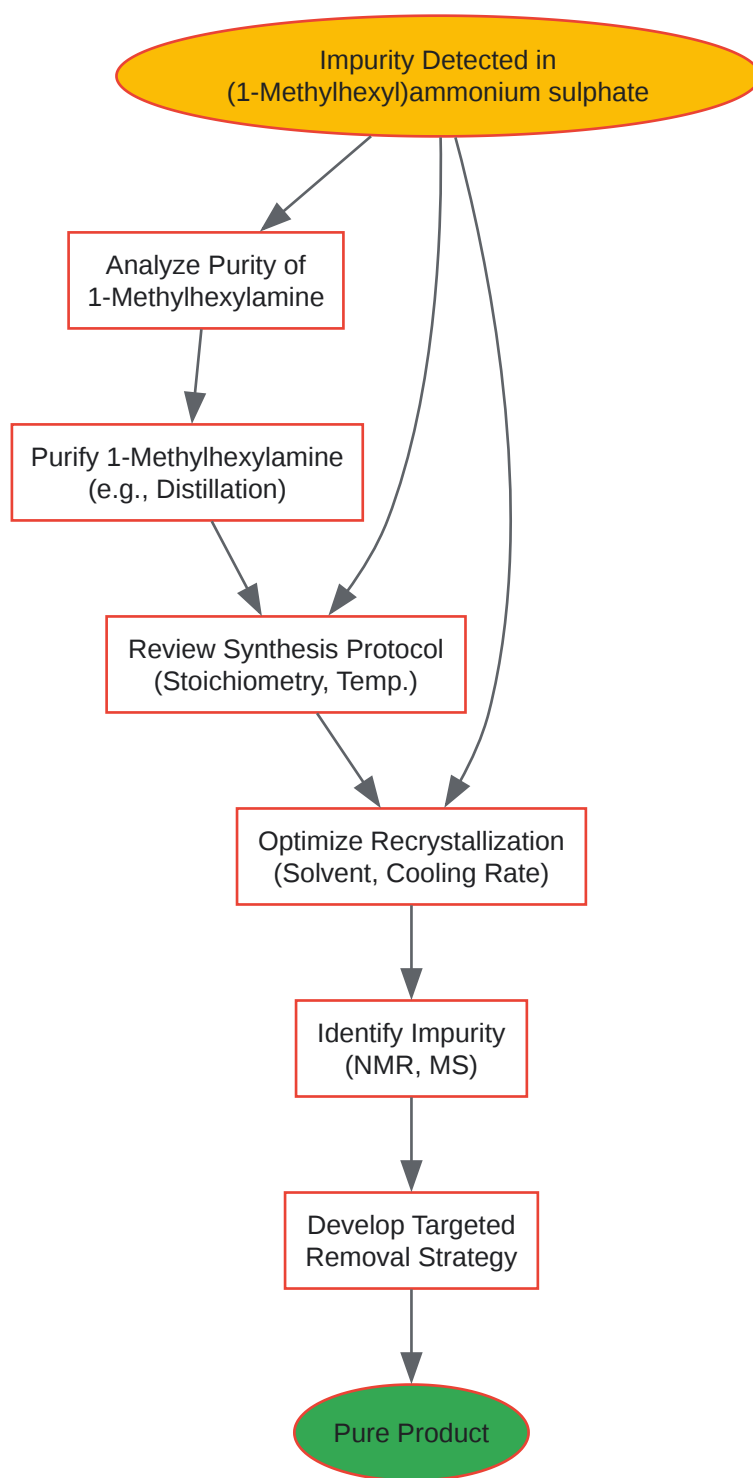 Impurity Detected in
(1-Methylhexyl)ammonium sulphate
Analyze Purity of
1-Methylhexylamine
Purify 1-Methylhexylamine
(e.g., Distillation)
Review Synthesis Protocol
(Stoichiometry, Temp.)
Optimize Recrystallization
(Solvent, Cooling Rate)
Identify Impurity
(NMR, MS)
Develop Targeted
Removal Strategy
Pure Product